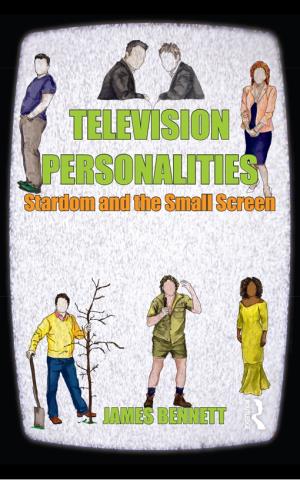 TELEVISION
PERSONALITIES
Stardom and the Small Screen
JAMES BENNETT
R